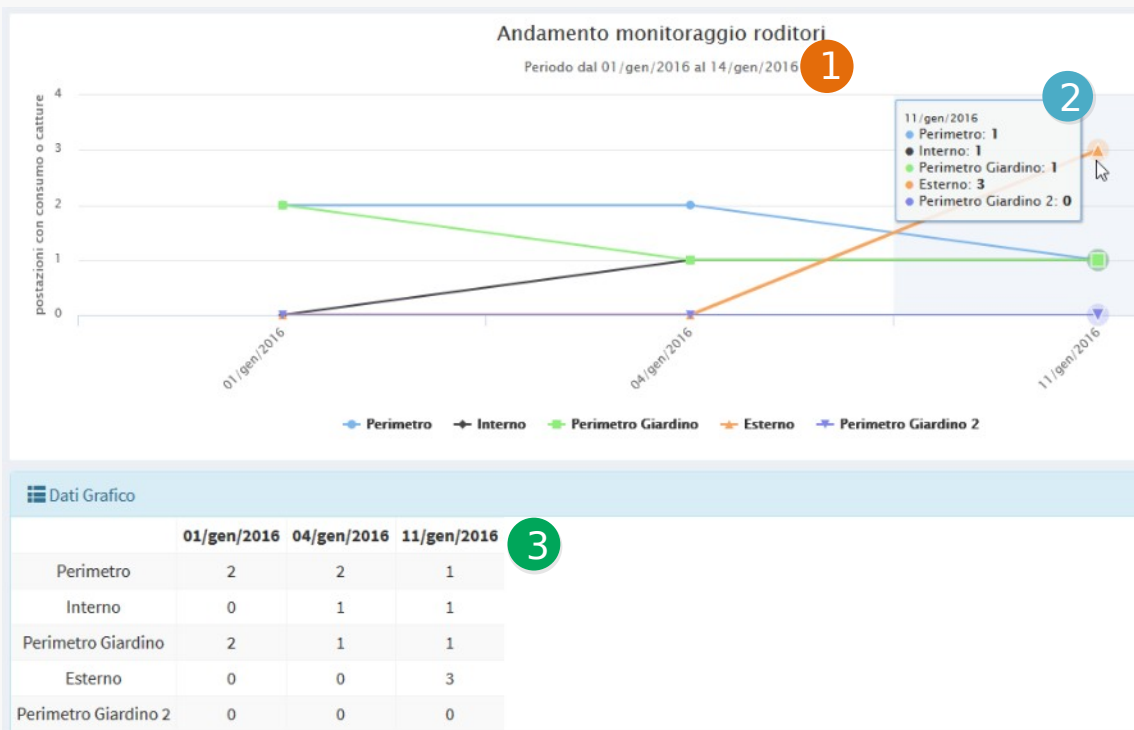 Andamento monitoraggio roditori
Periodo dal 01/gen/2016 al 14/gen/2016
1
2
postazioni con consumo o catture
4
3
2
1
0
11/gen/2016
Perimetro: 1
Interno: 1
Perimetro Giardino: 1
Esterno: 3
Perimetro Giardino 2: 0
01/gen/2016 04/gen/2016 11/gen/2016
Perimetro Interno Perimetro Giardino Esterno Perimetro Giardino 2
Dati Grafico
01/gen/2016 04/gen/2016 11/gen/2016
3
Perimetro 2 2 1
Interno 0 1 1
Perimetro Giardino 2 1 1
Esterno 0 0 3
Perimetro Giardino 2 0 0 0